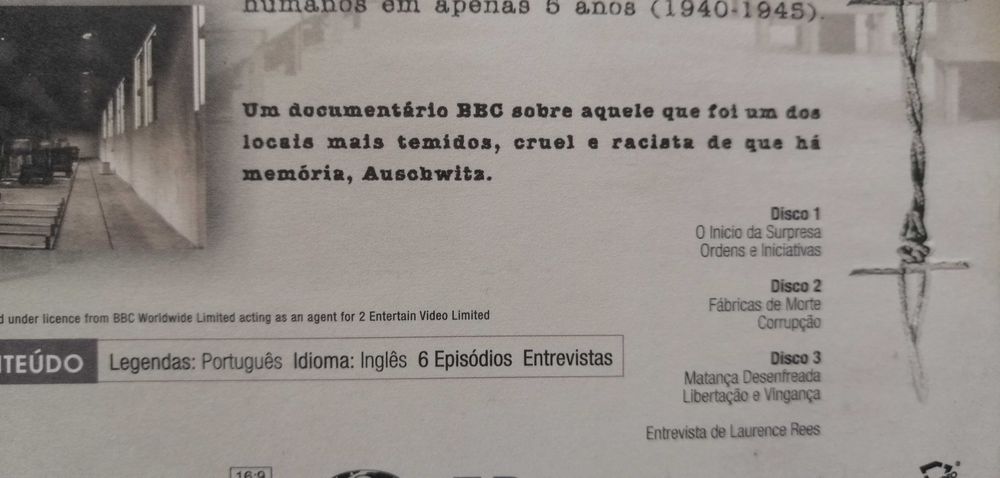 humanos em apenas 5 anos (1940-1945).
Um documentário BBC sobre aquele que foi um dos
locais mais temidos, cruel e racista de que há
memória, Auschwitz.
Disco 1
O Inicio da Surpresa
Ordens e Iniciativas
Disco 2
Fábricas de Morte
Corrupção
Disco 3
Matança Desenfreada
Libertação e Vingança
Entrevista de Laurence Rees
under licence from BBC Worldwide Limited acting as an agent for 2 Entertain Video Limited
TEÚDO Legendas: Português Idioma: Inglês 6 Episódios Entrevistas
16:9